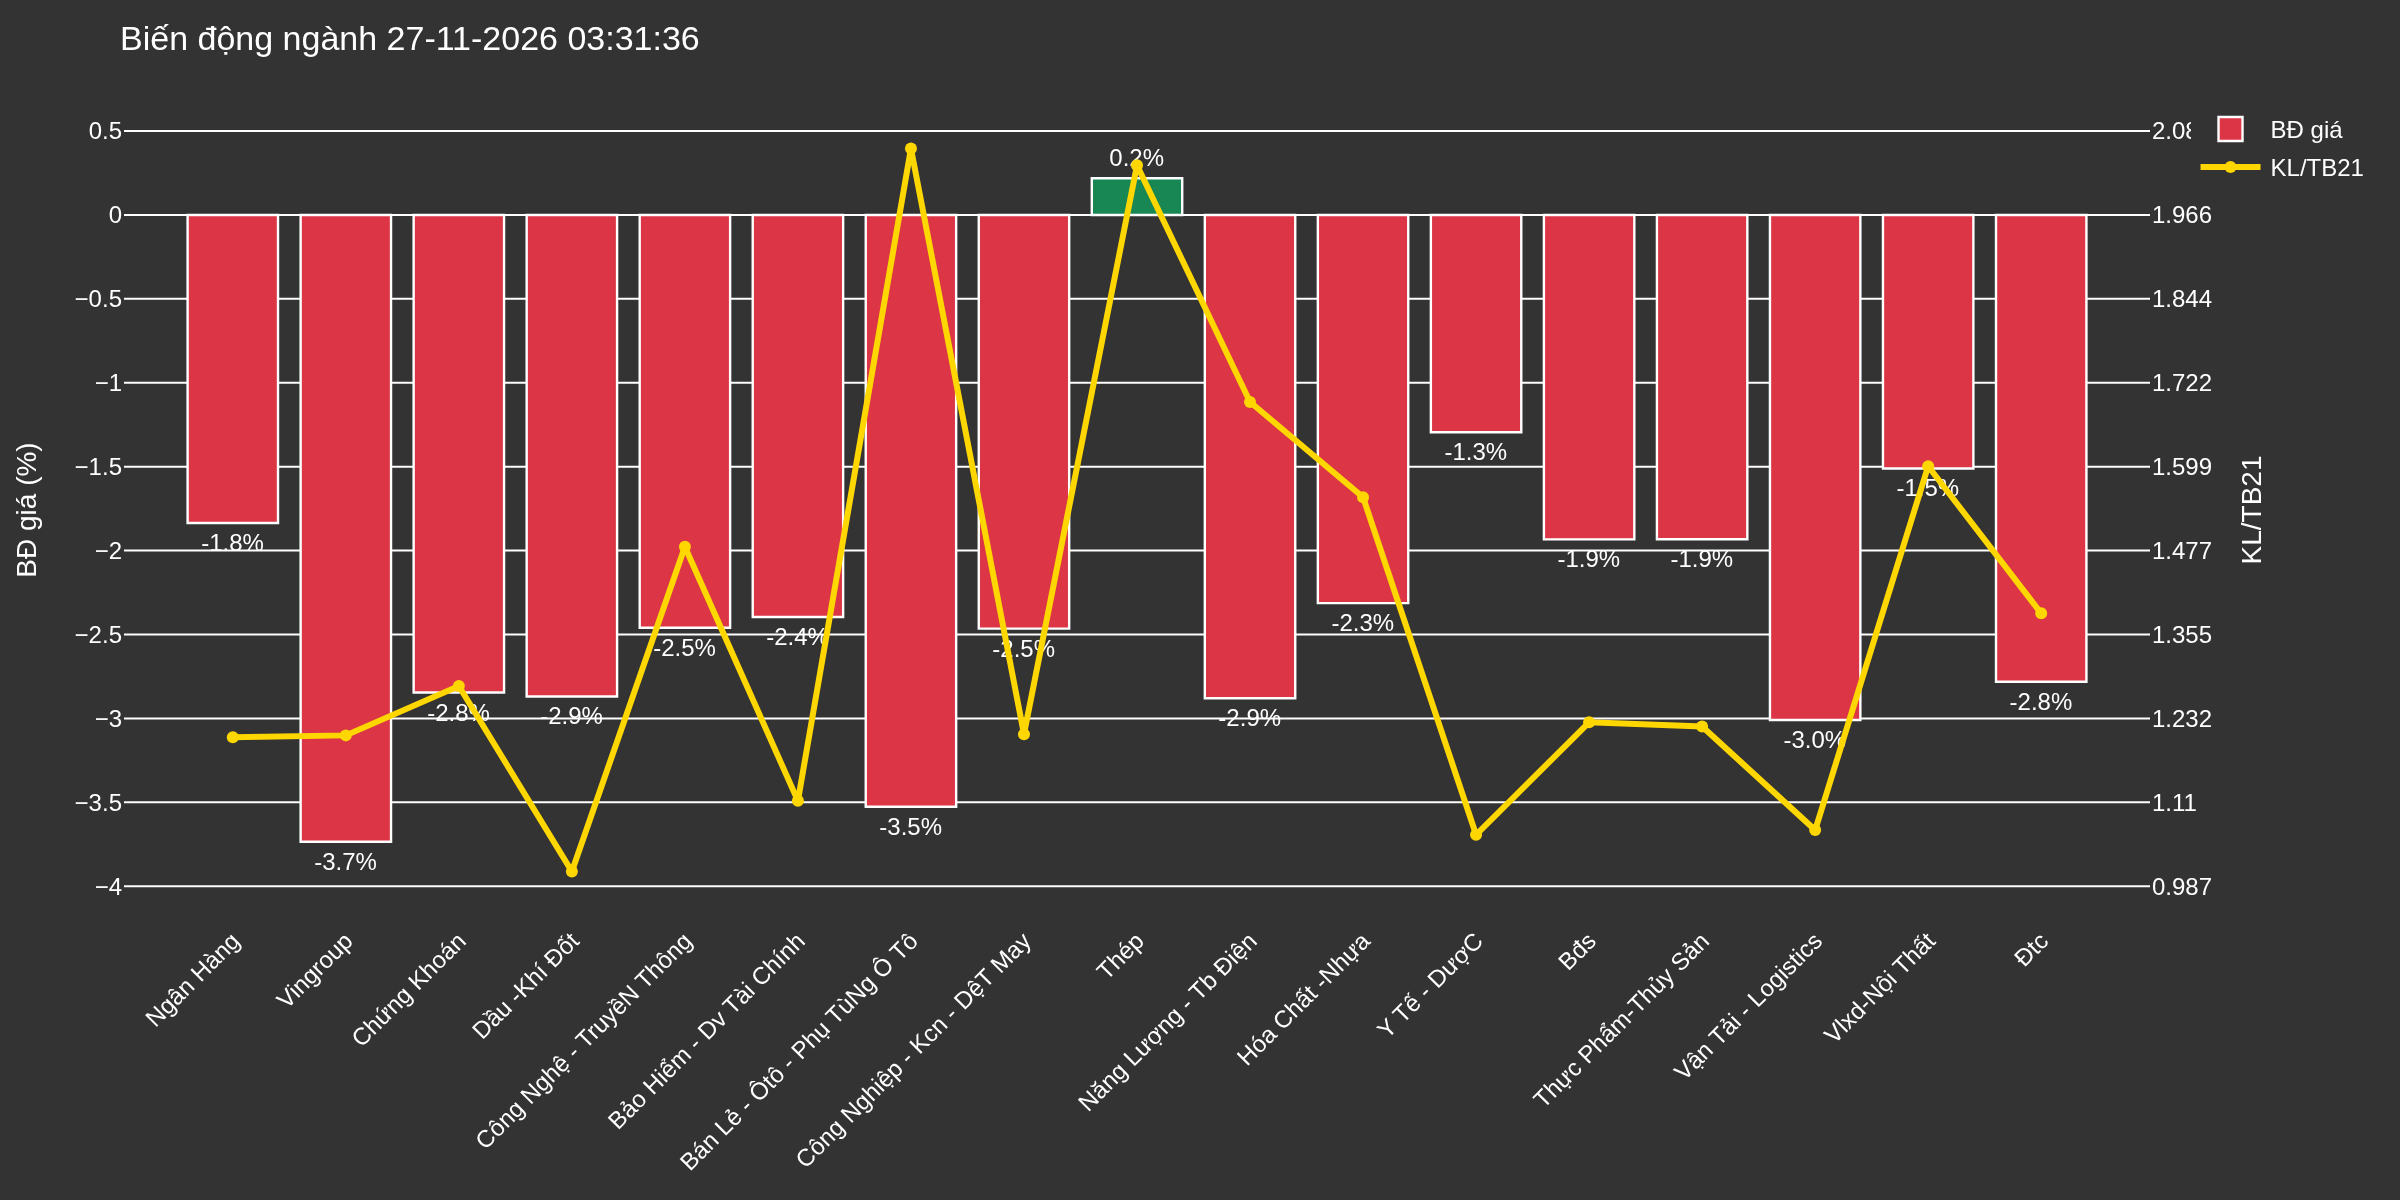 Biến động ngành 27-11-2026 03:31:36
BĐ giá
KL/TB21
BĐ giá (%)
0.5
0
−0.5
−1
−1.5
−2
−2.5
−3
−3.5
−4
0.2%
-1.8%
-3.7%
-2.8%
-2.9%
-2.5%
-2.4%
-3.5%
-2.5%
-2.9%
-2.3%
-1.3%
-1.9%
-1.9%
-3.0%
-1.5%
-2.8%
1.966
1.844
1.722
1.599
1.477
1.355
1.232
1.11
0.987
KL/TB21
Ngân Hàng
Vingroup
Chứng Khoán
Dầu -Khí Đốt
Công Nghệ - TruyềN Thông
Bảo Hiểm - Dv Tài Chính
Bán Lẻ - Ôtô - Phụ TùNg Ô Tô
Công Nghiệp - Kcn - DệT May
Thép
Năng Lượng - Tb Điện
Hóa Chất -Nhựa
Y Tế - DượC
Bđs
Thực Phẩm-Thủy Sản
Vận Tải - Logistics
Vlxd-Nội Thất
Đtc